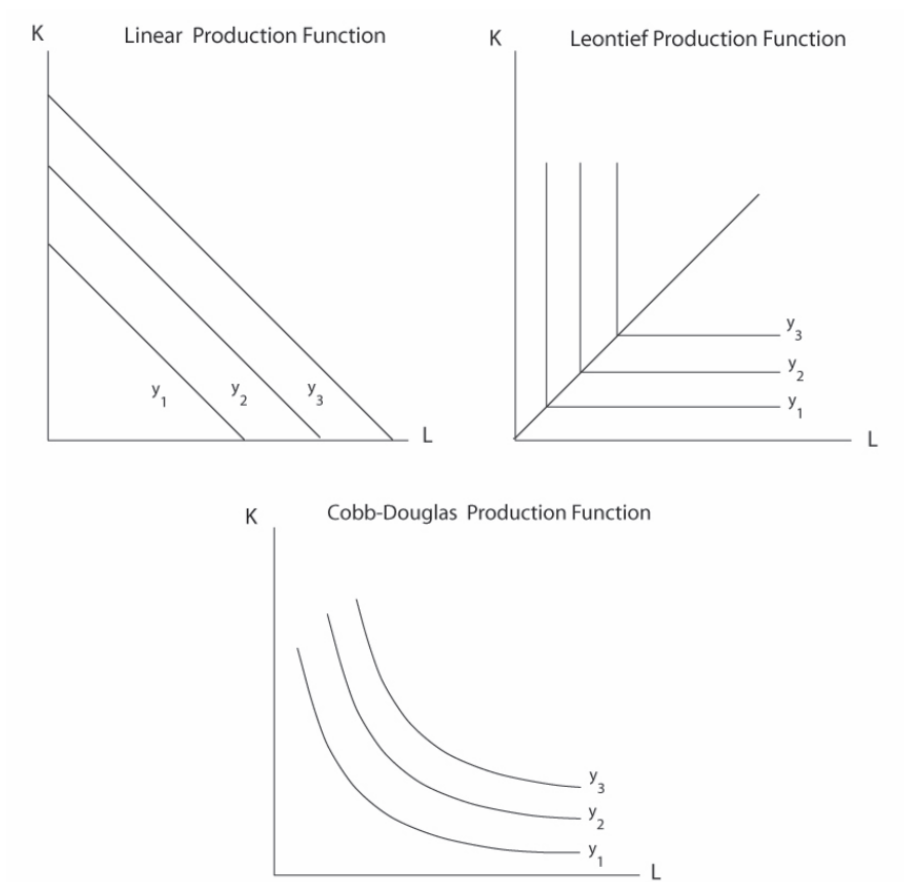 K
Linear Production Function
y1
y2
y3
L
K
Leontief Production Function
y3
y2
y1
L
K
Cobb-Douglas Production Function
y3
y2
y1
L